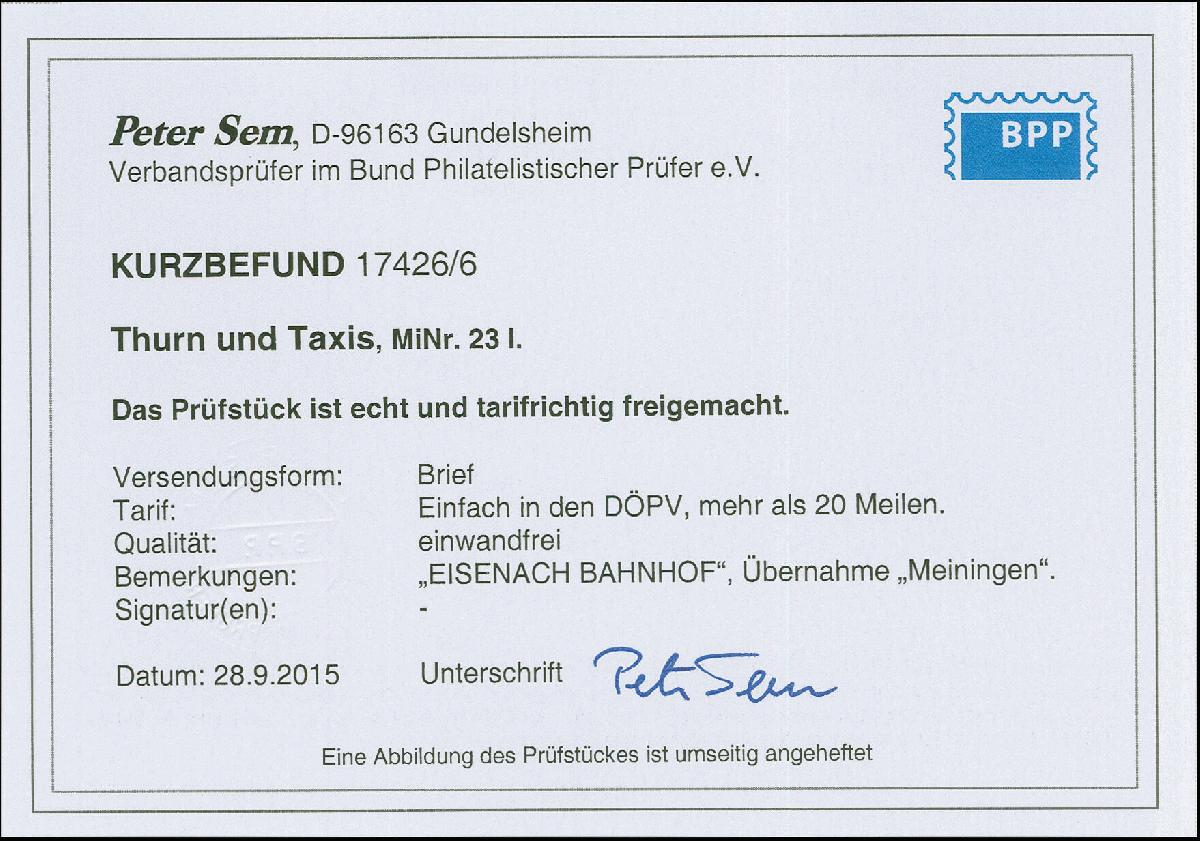 Peter Sem, D-96163 Gundelsheim
Verbandsprüfer im Bund Philatelistischer Prüfer e.V.
BPP
KURZBEFUND 17426/6
Thurn und Taxis, MiNr. 23 I.
Das Prüfstück ist echt und tarifrichtig freigemacht.
Versendungsform: Brief
Tarif: Einfach in den DÖPV, mehr als 20 Meilen.
Qualität: einwandfrei
Bemerkungen: „EISENACH BAHNHOF“, Übernahme „Meiningen“.
Signatur(en): -
Datum: 28.9.2015 Unterschrift Peter Sem
Eine Abbildung des Prüfstückes ist umseitig angeheftet